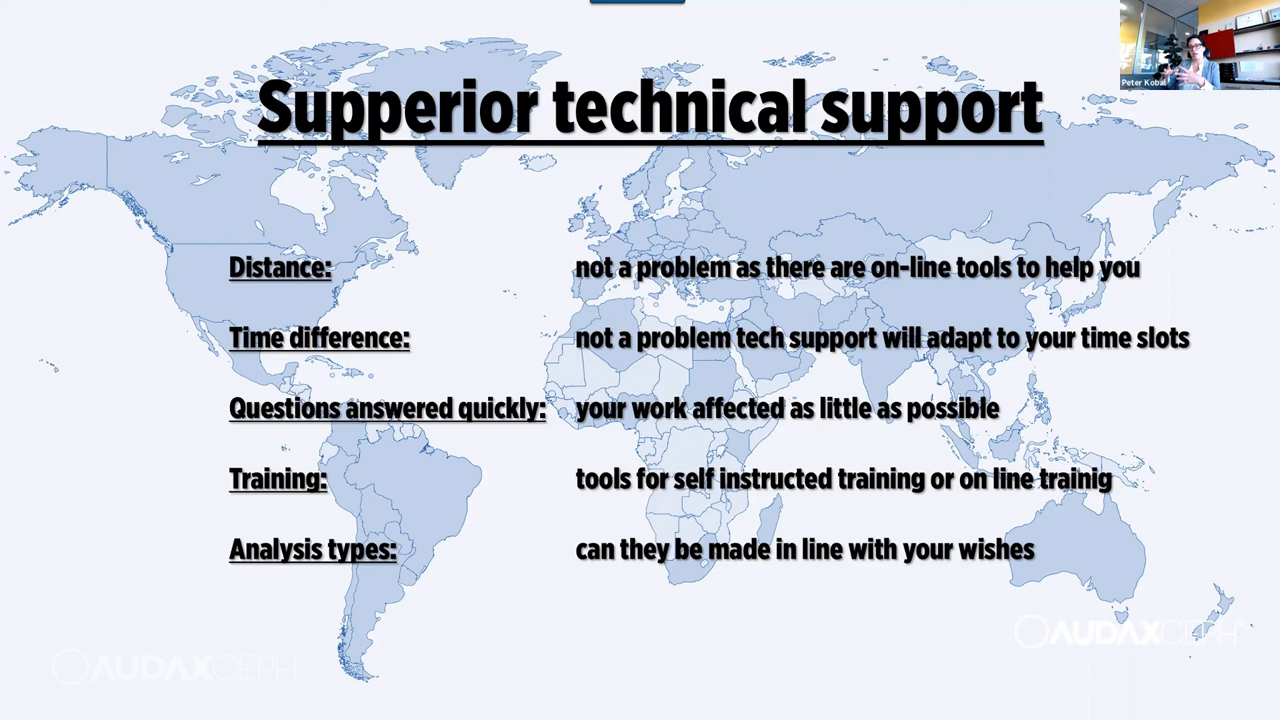 Peter Kobal
Supperior technical support
Distance: not a problem as there are on-line tools to help you
Time difference: not a problem tech support will adapt to your time slots
Questions answered quickly: your work affected as little as possible
Training: tools for self instructed training or on line trainig
Analysis types: can they be made in line with your wishes
AUDAXCEPH
AUDAXCEPH